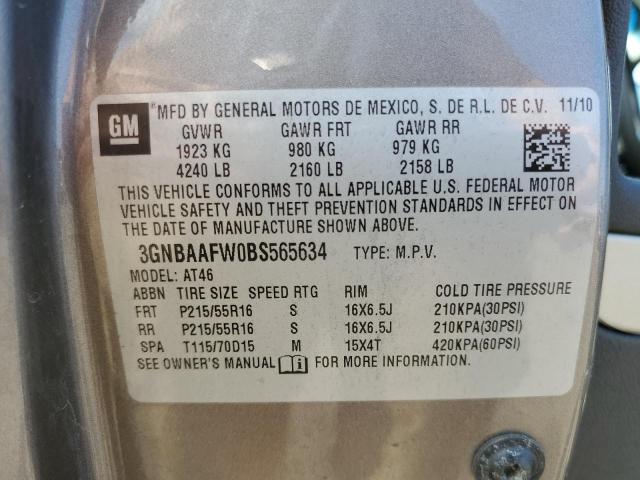 GM
MFD BY GENERAL MOTORS DE MEXICO, S. DE R.L. DE C.V. 11/10
GVWR GAWR FRT GAWR RR
1923 KG 980 KG 979 KG
4240 LB 2160 LB 2158 LB
THIS VEHICLE CONFORMS TO ALL APPLICABLE U.S. FEDERAL MOTOR
VEHICLE SAFETY AND THEFT PREVENTION STANDARDS IN EFFECT ON
THE DATE OF MANUFACTURE SHOWN ABOVE.
3GNBAAFW0BS565634 TYPE: M.P.V.
MODEL: AT46
ABBN TIRE SIZE SPEED RTG RIM COLD TIRE PRESSURE
FRT P215/55R16 S 16X6.5J 210KPA(30PSI)
RR P215/55R16 S 16X6.5J 210KPA(30PSI)
SPA T115/70D15 M 15X4T 420KPA(60PSI)
SEE OWNER'S MANUAL i FOR MORE INFORMATION.